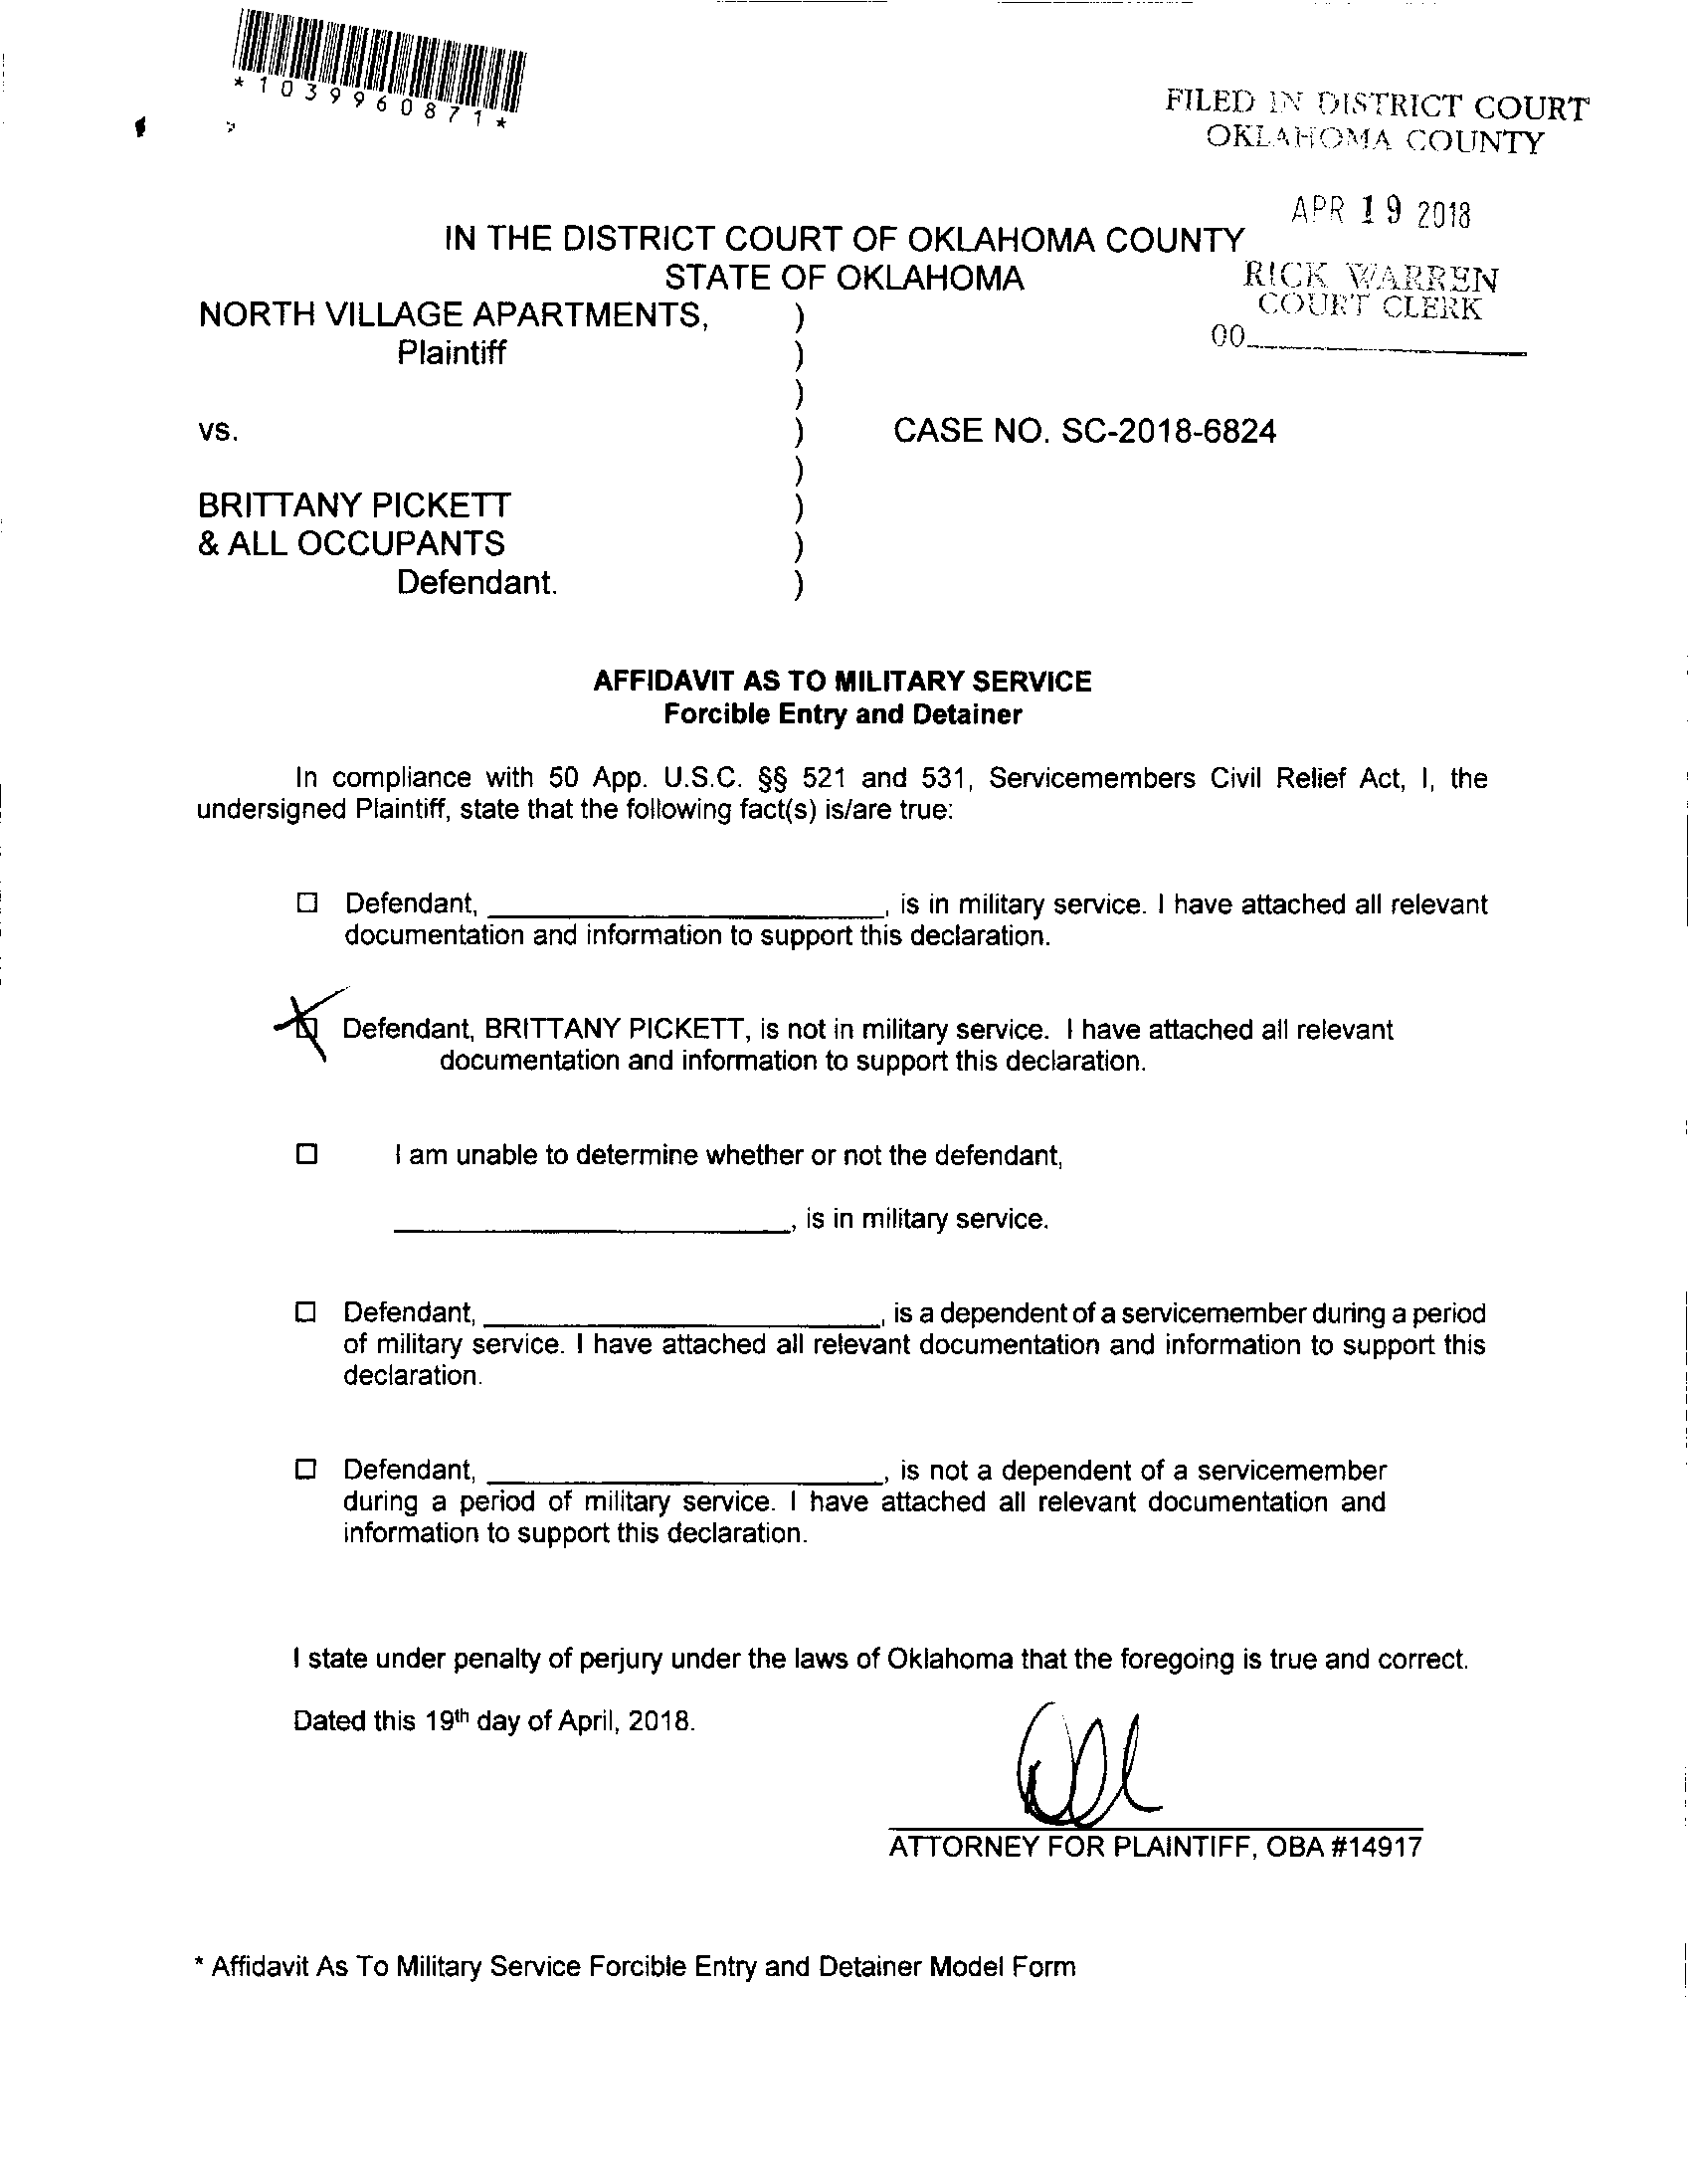 *1039960871*
FILED IN DISTRICT COURT
OKLAHOMA COUNTY
APR 19 2018
RICK WARREN
COURT CLERK
00
IN THE DISTRICT COURT OF OKLAHOMA COUNTY
STATE OF OKLAHOMA
NORTH VILLAGE APARTMENTS, )
Plaintiff )
)
vs. ) CASE NO. SC-2018-6824
)
BRITTANY PICKETT )
& ALL OCCUPANTS )
Defendant. )
AFFIDAVIT AS TO MILITARY SERVICE
Forcible Entry and Detainer
In compliance with 50 App. U.S.C. §§ 521 and 531, Servicemembers Civil Relief Act, I, the
undersigned Plaintiff, state that the following fact(s) is/are true:
☐ Defendant, ____________________, is in military service. I have attached all relevant
documentation and information to support this declaration.
☒ Defendant, BRITTANY PICKETT, is not in military service. I have attached all relevant
documentation and information to support this declaration.
☐ I am unable to determine whether or not the defendant,
____________________, is in military service.
☐ Defendant, ____________________, is a dependent of a servicemember during a period
of military service. I have attached all relevant documentation and information to support this
declaration.
☐ Defendant, ____________________, is not a dependent of a servicemember
during a period of military service. I have attached all relevant documentation and
information to support this declaration.
I state under penalty of perjury under the laws of Oklahoma that the foregoing is true and correct.
Dated this 19th day of April, 2018.
ATTORNEY FOR PLAINTIFF, OBA #14917
* Affidavit As To Military Service Forcible Entry and Detainer Model Form